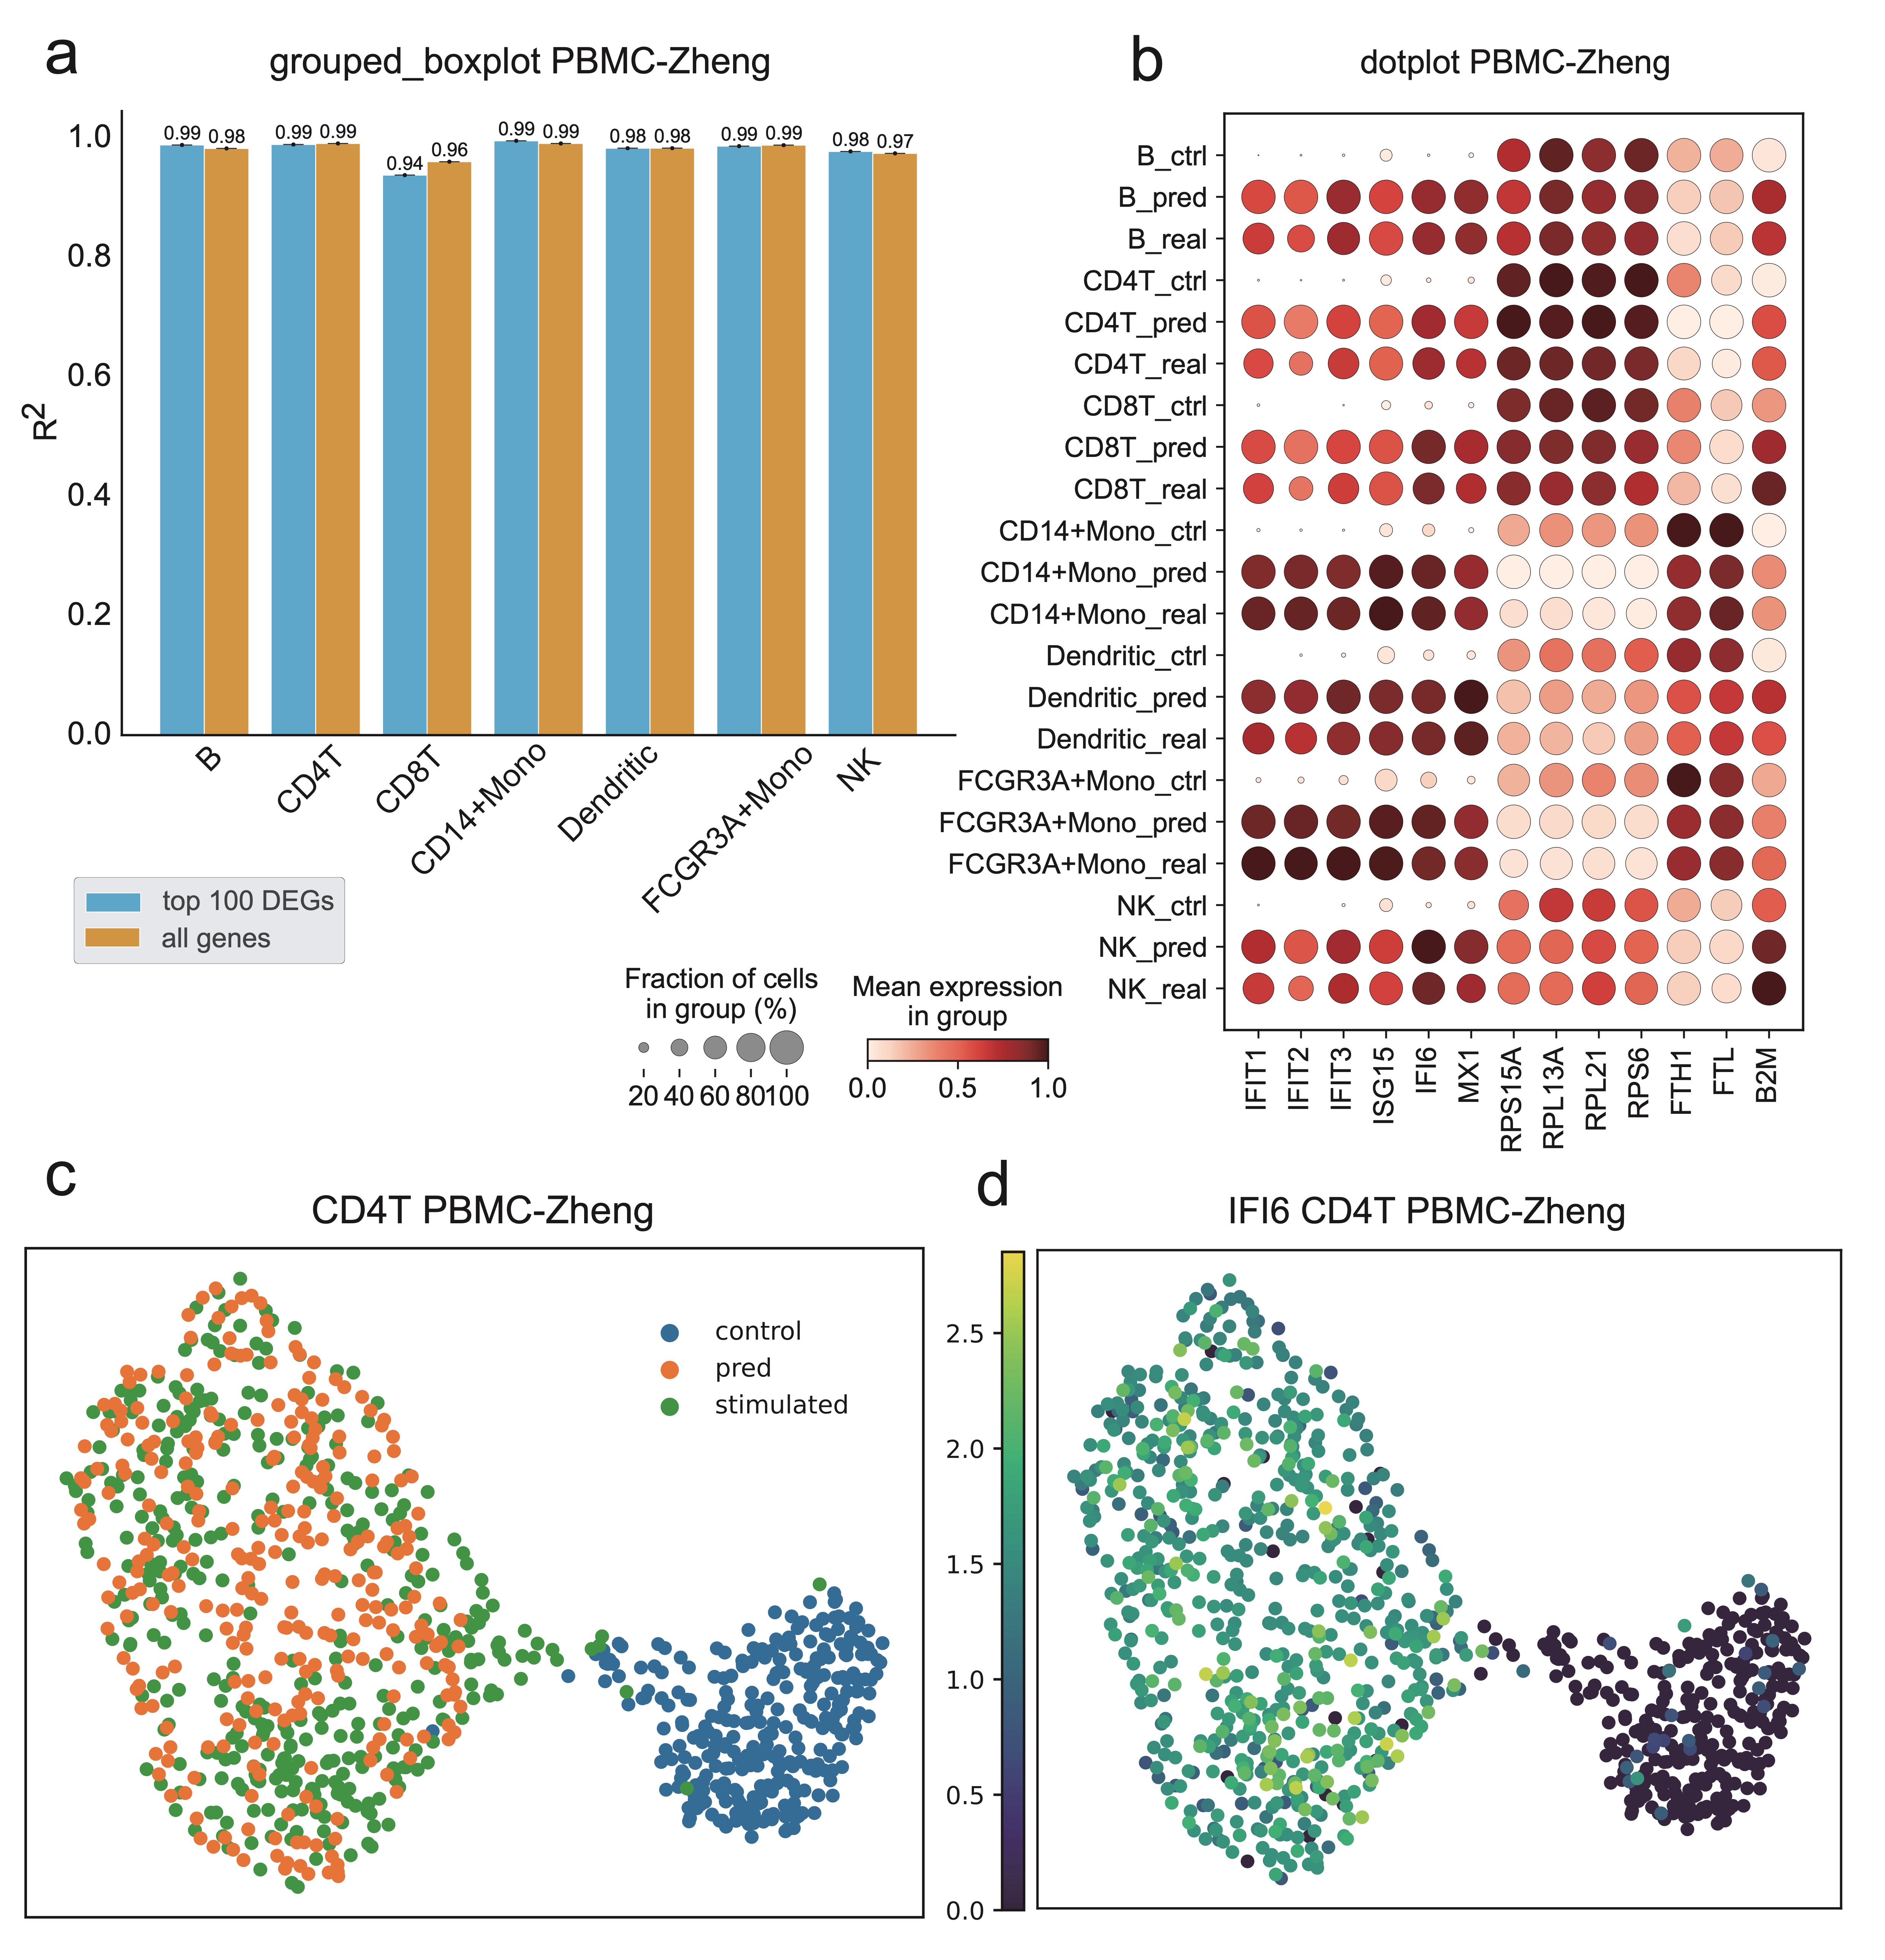 a
grouped_boxplot PBMC-Zheng
R2
1.0
0.8
0.6
0.4
0.2
0.0
0.99 0.98
0.99 0.99
0.94 0.96
0.99 0.99
0.98 0.98
0.99 0.99
0.98 0.97
B
CD4T
CD8T
CD14+Mono
Dendritic
FCGR3A+Mono
NK
top 100 DEGs
all genes
b
dotplot PBMC-Zheng
B_ctrl
B_pred
B_real
CD4T_ctrl
CD4T_pred
CD4T_real
CD8T_ctrl
CD8T_pred
CD8T_real
CD14+Mono_ctrl
CD14+Mono_pred
CD14+Mono_real
Dendritic_ctrl
Dendritic_pred
Dendritic_real
FCGR3A+Mono_ctrl
FCGR3A+Mono_pred
FCGR3A+Mono_real
NK_ctrl
NK_pred
NK_real
IFIT1
IFIT2
IFIT3
ISG15
IFI6
MX1
RPS15A
RPL13A
RPL21
RPS6
FTH1
FTL
B2M
Fraction of cells
in group (%)
20 40 60 80 100
Mean expression
in group
0.0 0.5 1.0
c
CD4T PBMC-Zheng
control
pred
stimulated
d
IFI6 CD4T PBMC-Zheng
2.5
2.0
1.5
1.0
0.5
0.0